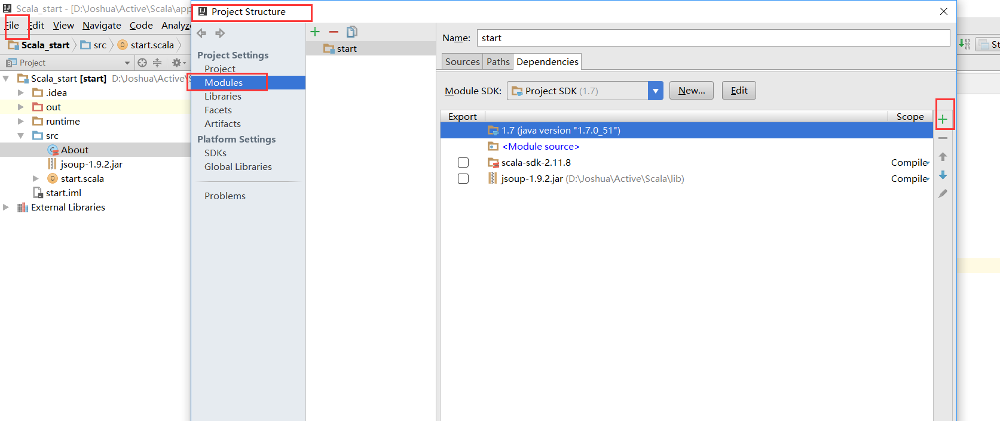 Scala_start - [D:\Joshua\Active\Scala\app
File Edit View Navigate Code Analyze
Scala_start src start.scala
Project
Scala_start [start] D:\Joshua\Active\S
.idea
out
runtime
src
About
jsoup-1.9.2.jar
start.scala
start.iml
External Libraries
Project Structure
Project Settings
Project
Modules
Libraries
Facets
Artifacts
Platform Settings
SDKs
Global Libraries
Problems
start
Name: start
Sources Paths Dependencies
Module SDK: Project SDK (1.7) New... Edit
Export Scope
1.7 (java version "1.7.0_51")
<Module source>
scala-sdk-2.11.8 Compile
jsoup-1.9.2.jar (D:\Joshua\Active\Scala\lib) Compile
St